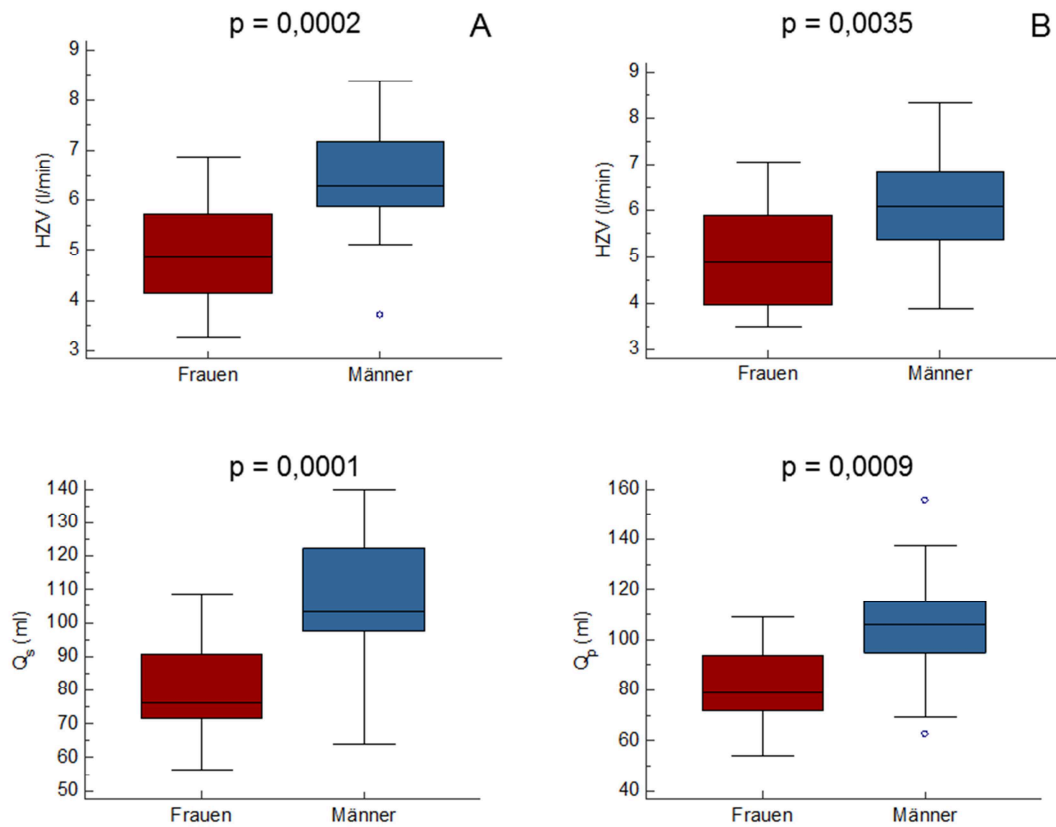 p = 0,0002
A
HZV (l/min)
9
8
7
6
5
4
3
Frauen
Männer
p = 0,0035
B
HZV (l/min)
9
8
7
6
5
4
3
Frauen
Männer
p = 0,0001
Qs (ml)
140
130
120
110
100
90
80
70
60
50
Frauen
Männer
p = 0,0009
Qp (ml)
160
140
120
100
80
60
40
Frauen
Männer